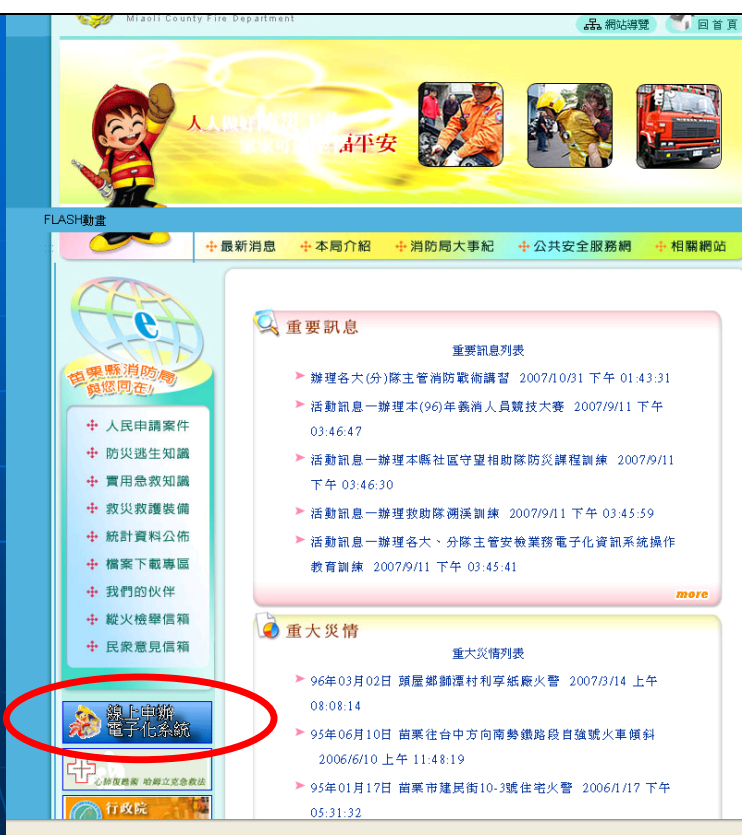 Miaoli County Fire Department
網站導覽
回首頁
人人
平安
FLASH動畫
最新消息
本局介紹
消防局大事紀
公共安全服務網
相關網站
e
苗栗縣消防局
與您同在!
人民申請案件
防災逃生知識
實用急救知識
救災救護裝備
統計資料公佈
檔案下載專區
我們的伙伴
縱火檢舉信箱
民眾意見信箱
線上申辦
電子化系統
心肺復甦術 哈姆立克急救法
行政院
重要訊息
重要訊息列表
辦理各大(分)隊主管消防戰術講習 2007/10/31 下午 01:43:31
活動訊息－辦理本(96)年義消人員競技大賽 2007/9/11 下午
03:46:47
活動訊息－辦理本縣社區守望相助隊防災課程訓練 2007/9/11
下午 03:46:30
活動訊息－辦理救助隊溯溪訓練 2007/9/11 下午 03:45:59
活動訊息－辦理各大、分隊主管安檢業務電子化資訊系統操作
教育訓練 2007/9/11 下午 03:45:41
more
重大災情
重大災情列表
96年03月02日 頭屋鄉獅潭村利享紙廠火警 2007/3/14 上午
08:08:14
95年06月10日 苗栗往台中方向南勢鐵路段自強號火車傾斜
2006/6/10 上午 11:48:19
95年01月17日 苗栗市建民街10-3號住宅火警 2006/1/17 下午
05:31:32